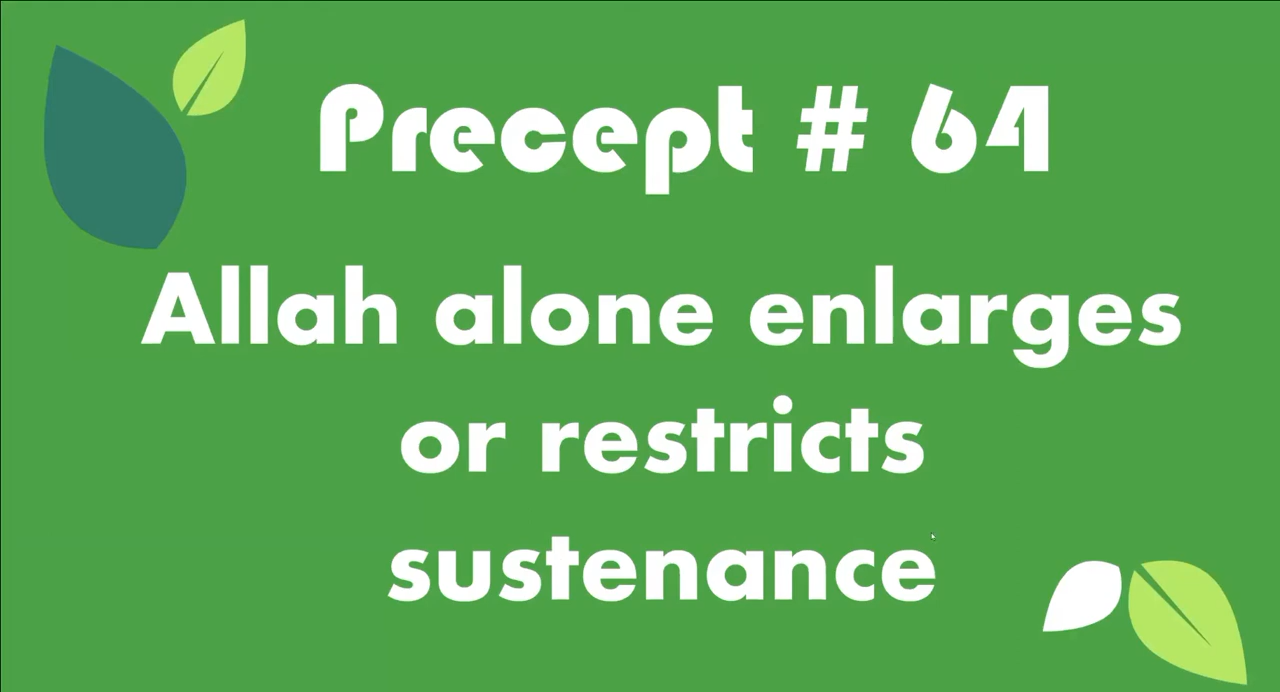 Precept # 64
Allah alone enlarges
or restricts
sustenance